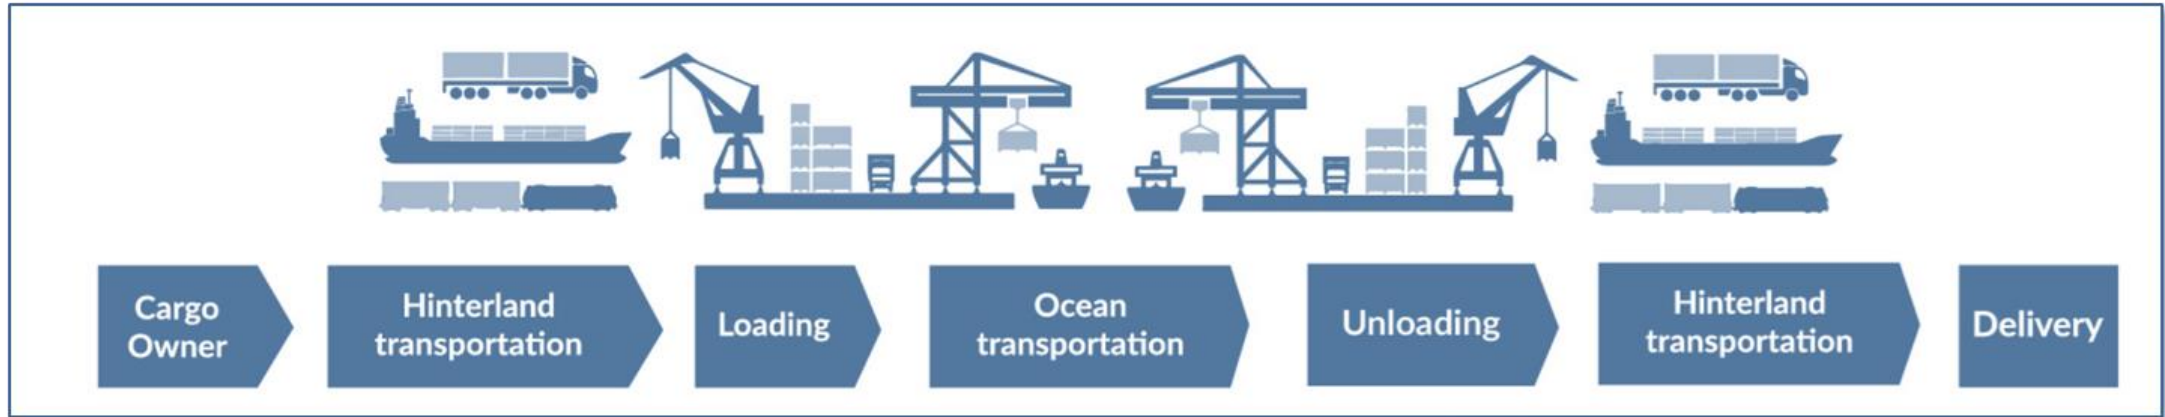 Cargo
Owner
Hinterland
transportation
Loading
Ocean
transportation
Unloading
Hinterland
transportation
Delivery